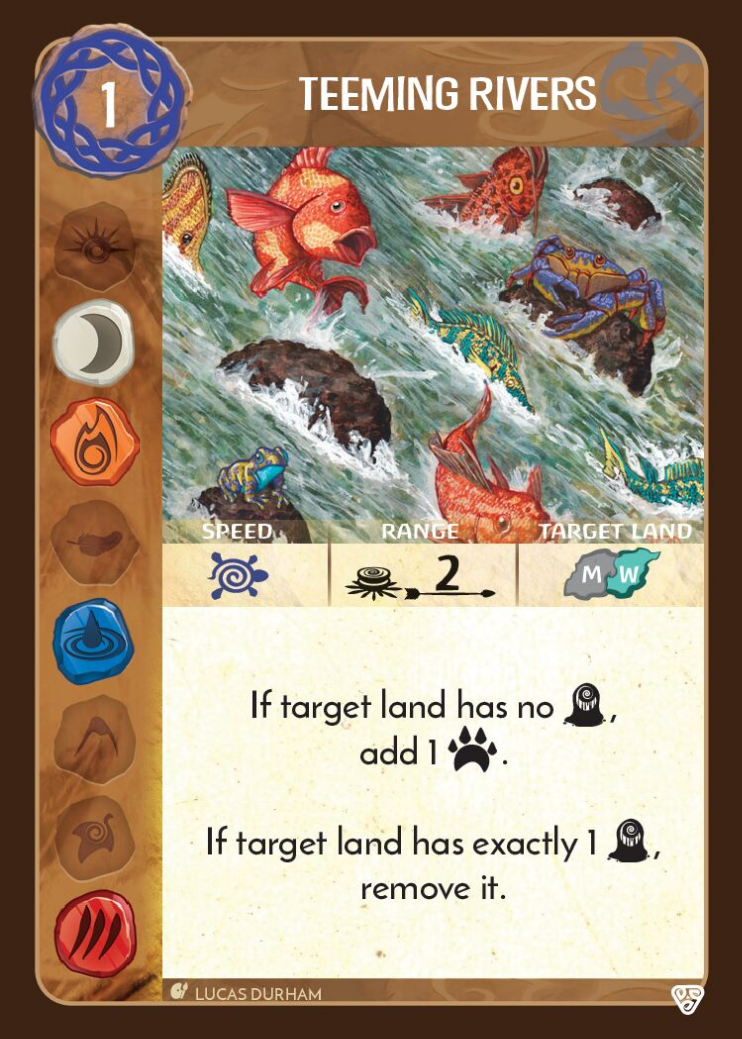 1
TEEMING RIVERS
SPEED RANGE TARGET LAND
2 M W
If target land has no ,
add 1 .
If target land has exactly 1 ,
remove it.
LUCAS DURHAM